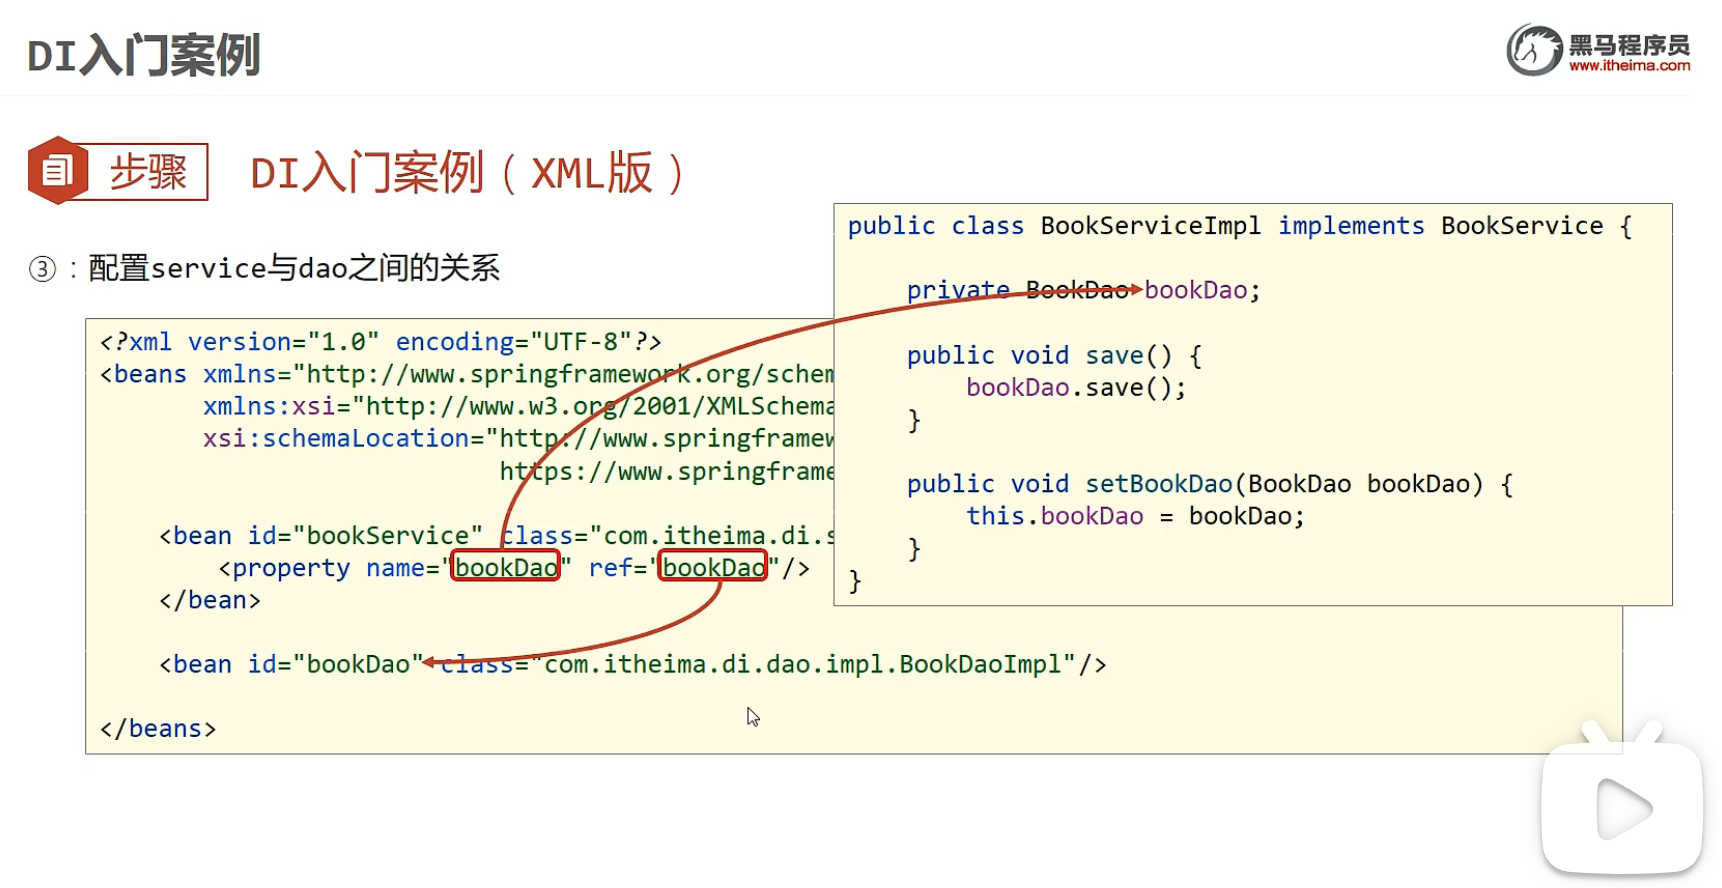 DI入门案例
黑马程序员
www.itheima.com
步骤
DI入门案例（XML版）
③：配置service与dao之间的关系
<?xml version="1.0" encoding="UTF-8"?>
<beans xmlns="http://www.springframework.org/schem
xmlns:xsi="http://www.w3.org/2001/XMLSchema
xsi:schemaLocation="http://www.springframew
https://www.springframe
<bean id="bookService" class="com.itheima.di.s
<property name="bookDao" ref="bookDao"/>
</bean>
<bean id="bookDao" class="com.itheima.di.dao.impl.BookDaoImpl"/>
</beans>
public class BookServiceImpl implements BookService {
private BookDao bookDao;
public void save() {
bookDao.save();
}
public void setBookDao(BookDao bookDao) {
this.bookDao = bookDao;
}
}